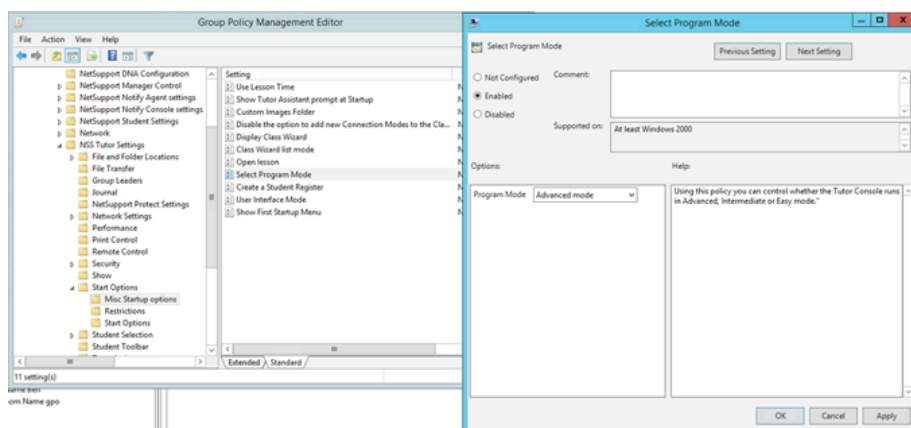 Group Policy Management Editor
File Action View Help
NetSupport DNA Configuration
NetSupport Manager Control
NetSupport Notify Agent settings
NetSupport Notify Console settings
NetSupport Student Settings
Network
NSS Tutor Settings
File and Folder Locations
File Transfer
Group Leaders
Journal
NetSupport Protect Settings
Network Settings
Performance
Print Control
Remote Control
Security
Show
Start Options
Misc Startup options
Restrictions
Start Options
Student Selection
Student Toolbar
Setting
Use Lesson Time
Show Tutor Assistant prompt at Startup
Custom Images Folder
Disable the option to add new Connection Modes to the Cla...
Display Class Wizard
Class Wizard list mode
Open lesson
Select Program Mode
Create a Student Register
User Interface Mode
Show First Startup Menu
Extended Standard
11 setting(s)
om Name gpo
Select Program Mode
Select Program Mode
Previous Setting Next Setting
Not Configured
Comment:
Enabled
Disabled
Supported on:
At least Windows 2000
Options:
Help:
Program Mode Advanced mode
Using this policy you can control whether the Tutor Console runs
in Advanced, Intermediate or Easy mode."
OK Cancel Apply